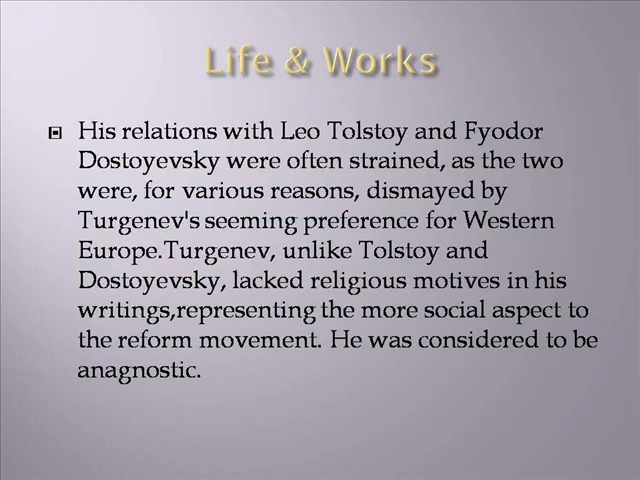 Life & Works
His relations with Leo Tolstoy and Fyodor
Dostoyevsky were often strained, as the two
were, for various reasons, dismayed by
Turgenev's seeming preference for Western
Europe.Turgenev, unlike Tolstoy and
Dostoyevsky, lacked religious motives in his
writings,representing the more social aspect to
the reform movement. He was considered to be
anagnostic.